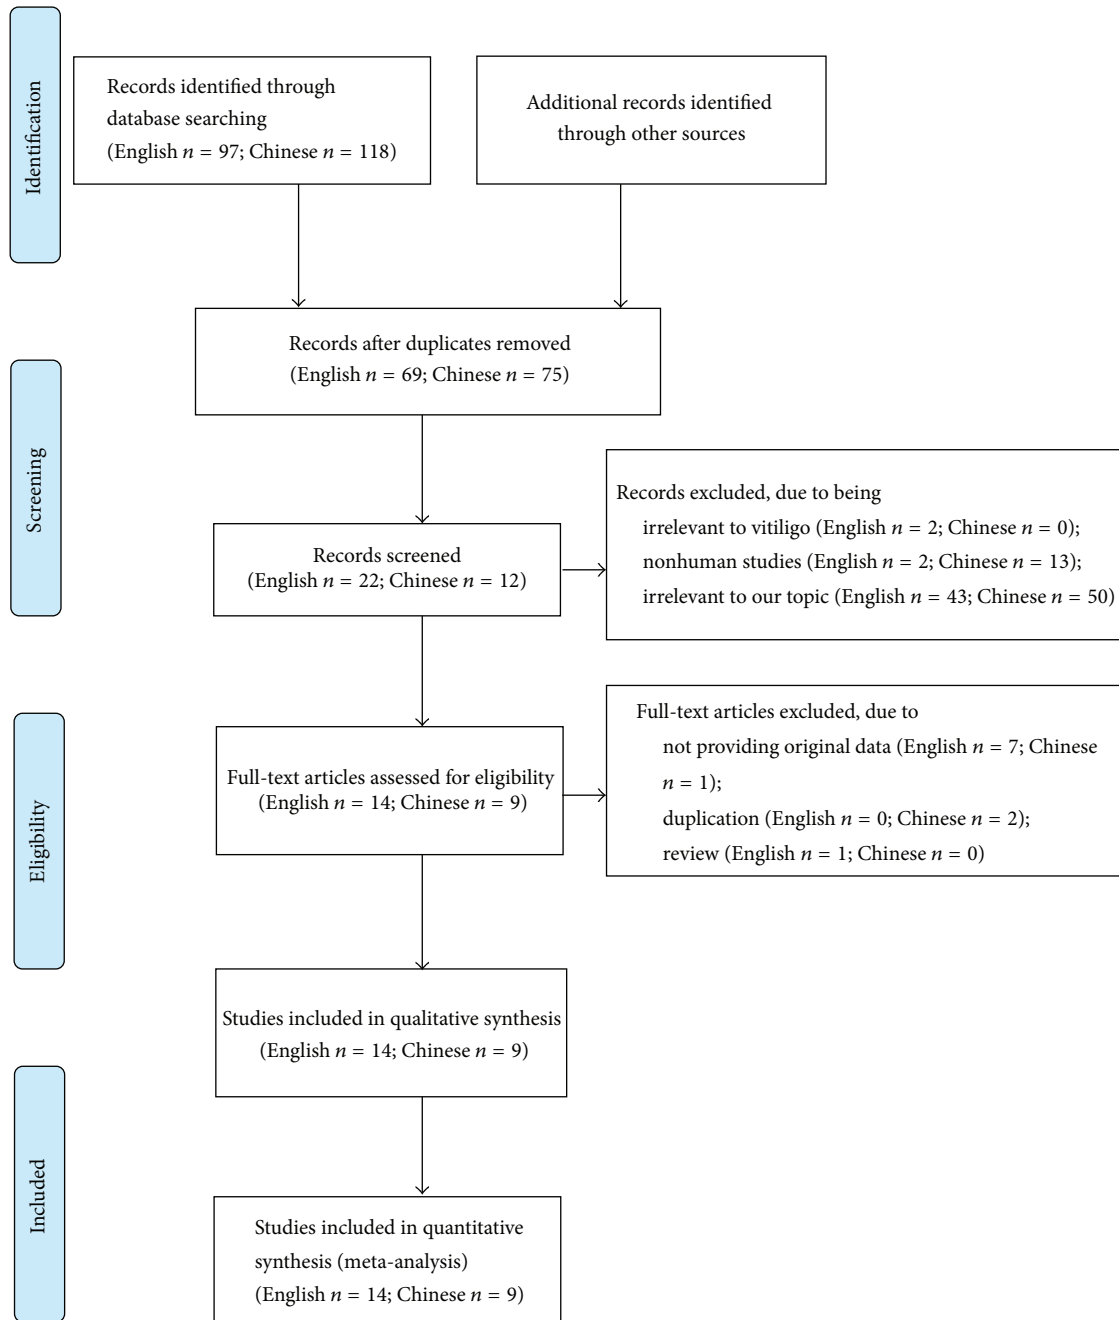 Identification
Records identified through
database searching
(English n = 97; Chinese n = 118)
Additional records identified
through other sources
Records after duplicates removed
(English n = 69; Chinese n = 75)
Screening
Records screened
(English n = 22; Chinese n = 12)
Records excluded, due to being
irrelevant to vitiligo (English n = 2; Chinese n = 0);
nonhuman studies (English n = 2; Chinese n = 13);
irrelevant to our topic (English n = 43; Chinese n = 50)
Eligibility
Full-text articles assessed for eligibility
(English n = 14; Chinese n = 9)
Full-text articles excluded, due to
not providing original data (English n = 7; Chinese
n = 1);
duplication (English n = 0; Chinese n = 2);
review (English n = 1; Chinese n = 0)
Studies included in qualitative synthesis
(English n = 14; Chinese n = 9)
Included
Studies included in quantitative
synthesis (meta-analysis)
(English n = 14; Chinese n = 9)